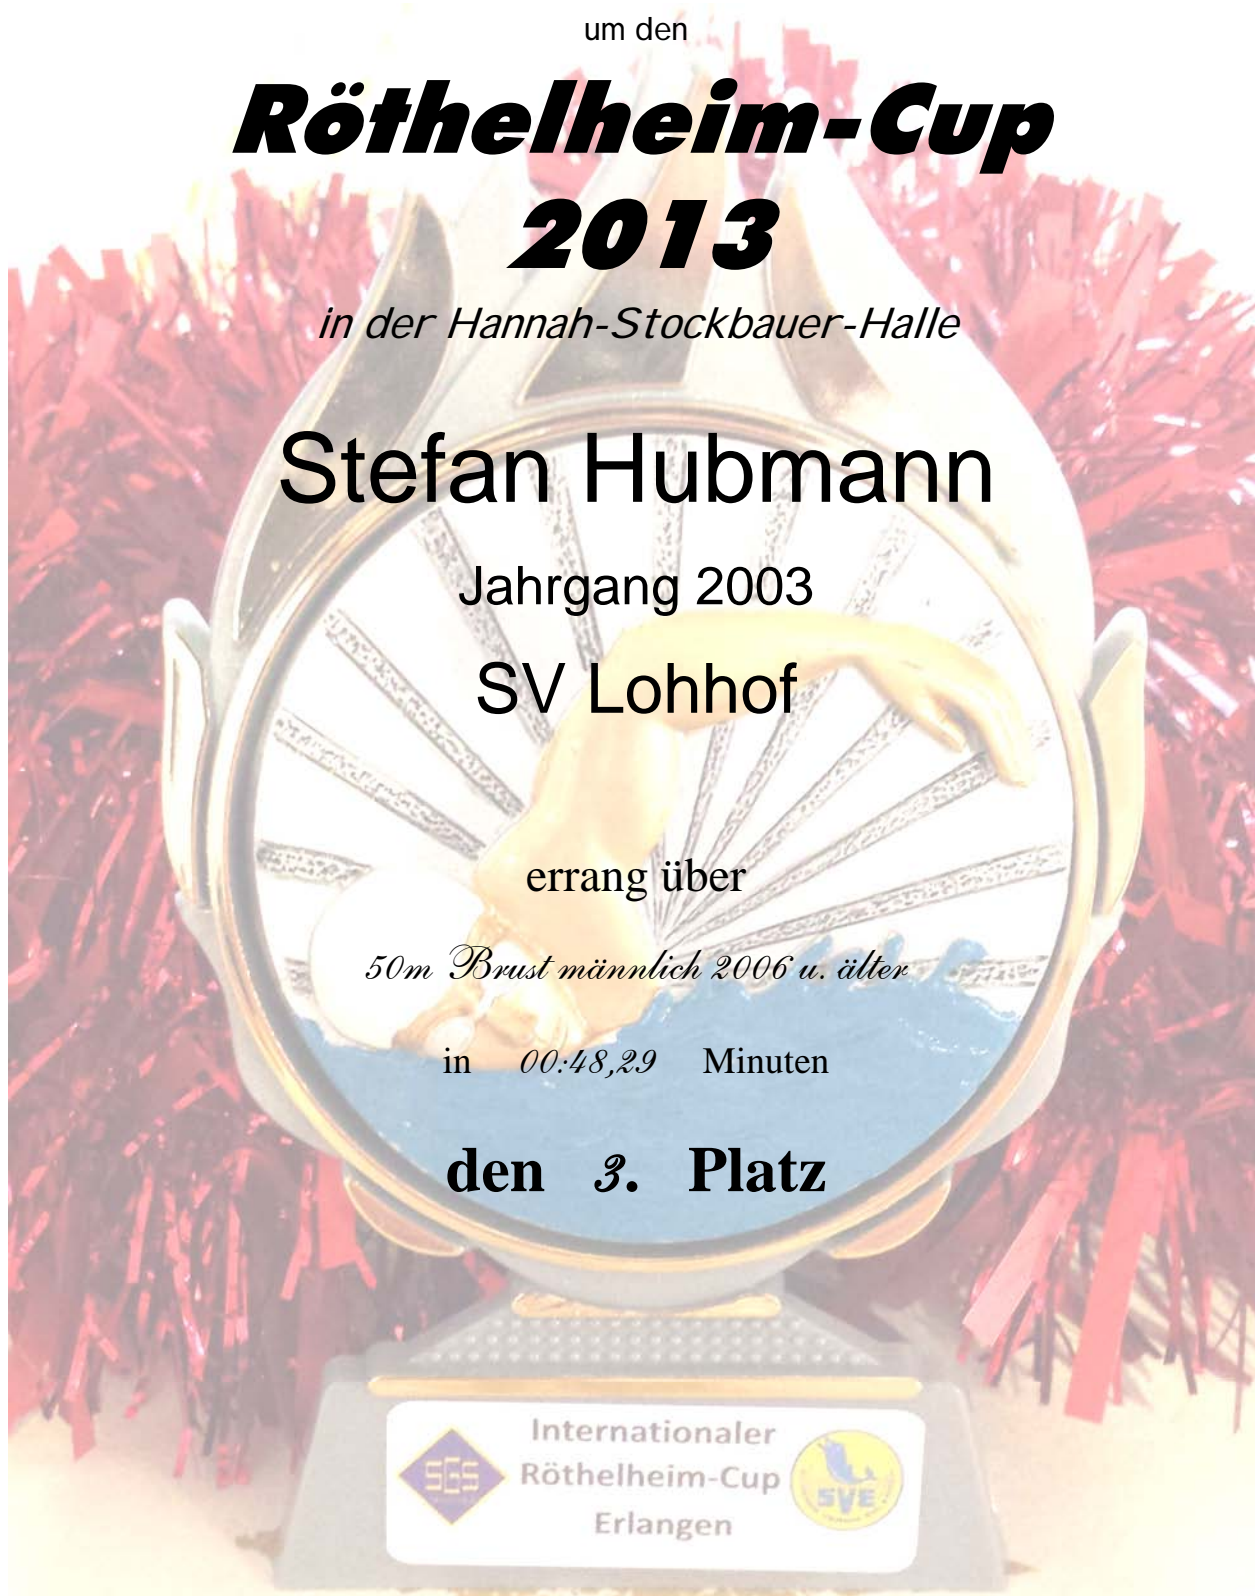 um den
Röthelheim-Cup
2013
in der Hannah-Stockbauer-Halle
Stefan Hubmann
Jahrgang 2003
SV Lohhof
errang über
50m Brust männlich 2006 u. älter
in 00:48,29 Minuten
den 3. Platz
Internationaler
Röthelheim-Cup
Erlangen
SGS
SVE